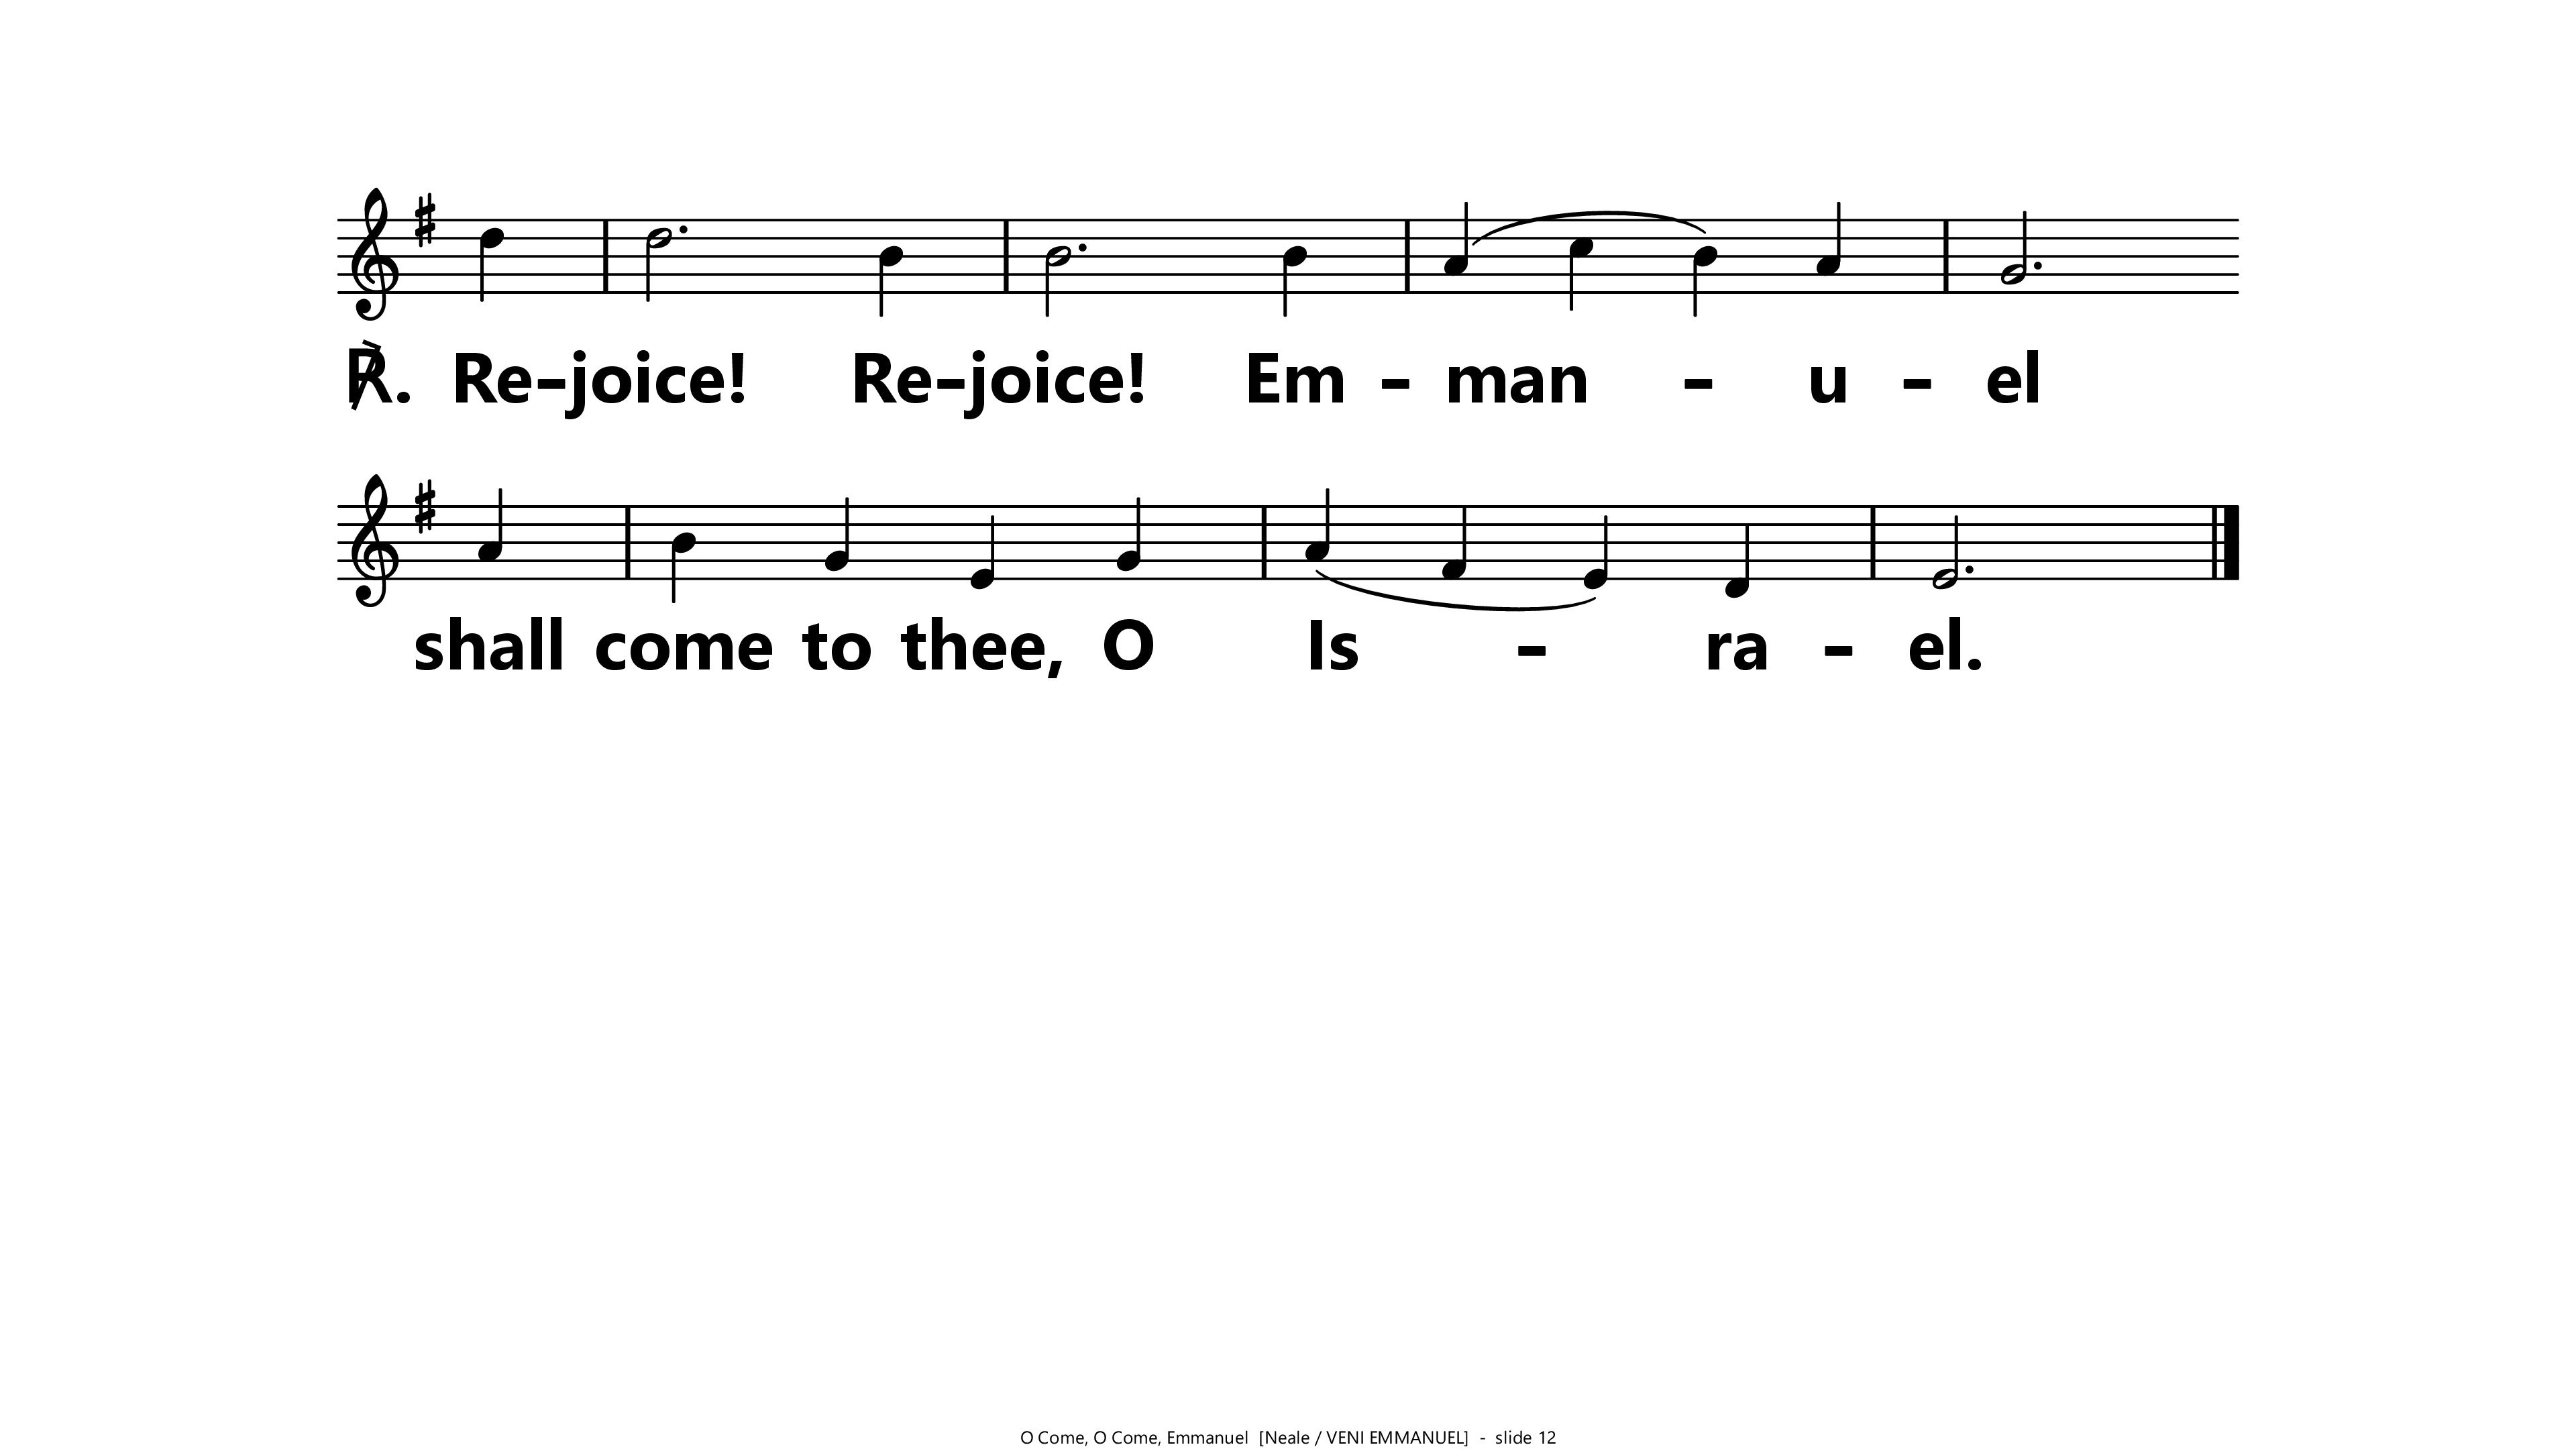 ℟. Re-joice! Re-joice! Em - man - u - el
shall come to thee, O Is - ra - el.
O Come, O Come, Emmanuel [Neale / VENI EMMANUEL] - slide 12